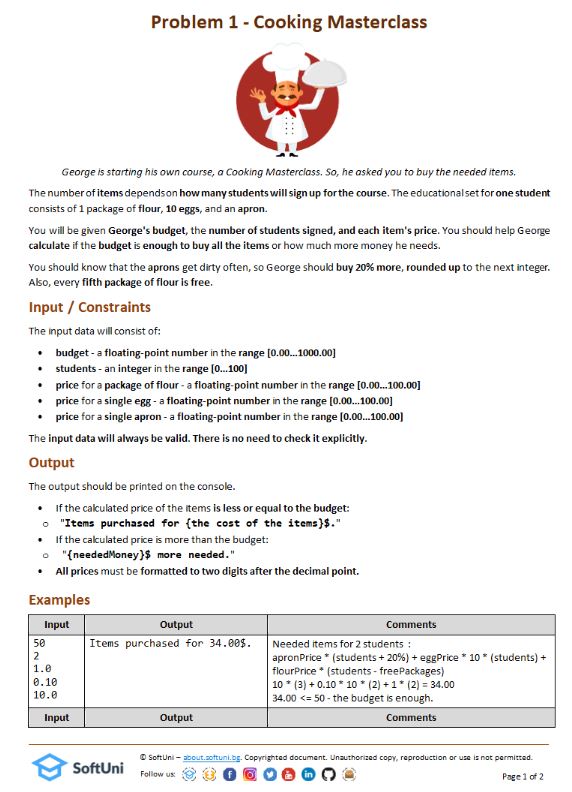 Problem 1 - Cooking Masterclass
George is starting his own course, a Cooking Masterclass. So, he asked you to buy the needed items.
The number of items depends on how many students will sign up for the course. The educational set for one student
consists of 1 package of flour, 10 eggs, and an apron.
You will be given George's budget, the number of students signed, and each item's price. You should help George
calculate if the budget is enough to buy all the items or how much more money he needs.
You should know that the aprons get dirty often, so George should buy 20% more, rounded up to the next integer.
Also, every fifth package of flour is free.
Input / Constraints
The input data will consist of:
• budget - a floating-point number in the range [0.00…1000.00]
• students - an integer in the range [0…100]
• price for a package of flour - a floating-point number in the range [0.00…100.00]
• price for a single egg - a floating-point number in the range [0.00…100.00]
• price for a single apron - a floating-point number in the range [0.00…100.00]
The input data will always be valid. There is no need to check it explicitly.
Output
The output should be printed on the console.
• If the calculated price of the items is less or equal to the budget:
o "Items purchased for {the cost of the items}$."
• If the calculated price is more than the budget:
o "{neededMoney}$ more needed."
• All prices must be formatted to two digits after the decimal point.
Examples
Input Output Comments
50 Items purchased for 34.00$. Needed items for 2 students :
2 apronPrice * (students + 20%) + eggPrice * 10 * (students) +
1.0 flourPrice * (students - freePackages)
0.10 10 * (3) + 0.10 * 10 * (2) + 1 * (2) = 34.00
10.0 34.00 <= 50 - the budget is enough.
Input Output Comments
SoftUni
© SoftUni – about.softuni.bg. Copyrighted document. Unauthorized copy, reproduction or use is not permitted.
Follow us:
Page 1 of 2